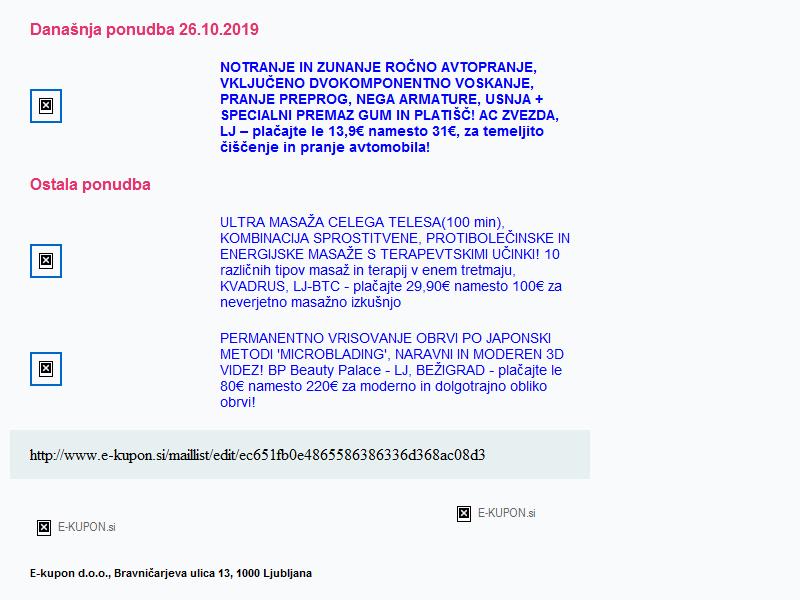 Današnja ponudba 26.10.2019
NOTRANJE IN ZUNANJE ROČNO AVTOPRANJE,
VKLJUČENO DVOKOMPONENTNO VOSKANJE,
PRANJE PREPROG, NEGA ARMATURE, USNJA +
SPECIALNI PREMAZ GUM IN PLATIŠČ! AC ZVEZDA,
LJ – plačajte le 13,9€ namesto 31€, za temeljito
čiščenje in pranje avtomobila!
Ostala ponudba
ULTRA MASAŽA CELEGA TELESA(100 min),
KOMBINACIJA SPROSTITVENE, PROTIBOLEČINSKE IN
ENERGIJSKE MASAŽE S TERAPEVTSKIMI UČINKI! 10
različnih tipov masaž in terapij v enem tretmaju,
KVADRUS, LJ-BTC - plačajte 29,90€ namesto 100€ za
neverjetno masažno izkušnjo
PERMANENTNO VRISOVANJE OBRVI PO JAPONSKI
METODI 'MICROBLADING', NARAVNI IN MODEREN 3D
VIDEZ! BP Beauty Palace - LJ, BEŽIGRAD - plačajte le
80€ namesto 220€ za moderno in dolgotrajno obliko
obrvi!
http://www.e-kupon.si/maillist/edit/ec651fb0e4865586386336d368ac08d3
E-KUPON.si
E-KUPON.si
E-kupon d.o.o., Bravničarjeva ulica 13, 1000 Ljubljana